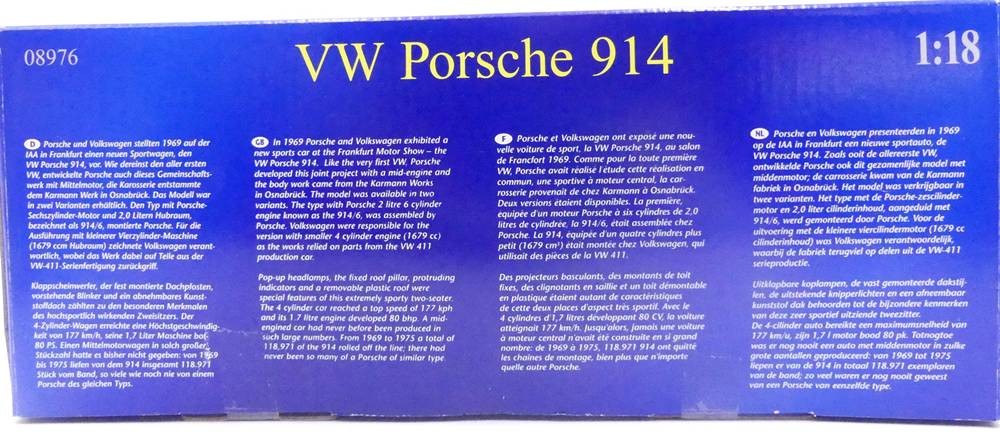 08976
VW Porsche 914
1:18
D Porsche und Volkswagen stellten 1969 auf der
IAA in Frankfurt einen neuen Sportwagen, den
VW Porsche 914, vor. Wie dereinst den aller ersten
VW, entwickelte Porsche auch dieses Gemeinschafts-
werk mit Mittelmotor, die Karosserie entstammte
dem Karmann Werk in Osnabrück. Das Modell war
in zwei Varianten erhältlich. Den Typ mit Porsche-
Sechszylinder-Motor und 2,0 Litern Hubraum,
bezeichnet als 914/6, montierte Porsche. Für die
Ausführung mit kleinerer Vierzylinder-Maschine
(1679 ccm Hubraum) zeichnete Volkswagen verant-
wortlich, wobei das Werk dabei auf Teile aus der
VW-411-Serienfertigung zurückgriff.
Klappscheinwerfer, der fest montierte Dachpfosten,
vorstehende Blinker und ein abnehmbares Kunst-
stoffdach zählten zu den besonderen Merkmalen
des hochsportlich wirkenden Zweisitzers. Der
4-Zylinder-Wagen erreichte eine Höchstgeschwindig-
keit von 177 km/h, seine 1,7 Liter Maschine bot
80 PS. Einen Mittelmotorwagen in solch großer
Stückzahl hatte es bisher nicht gegeben: von 1969
bis 1975 liefen von dem 914 insgesamt 118.971
Stück vom Band, so viele wie noch nie von einem
Porsche des gleichen Typs.
GB In 1969 Porsche and Volkswagen exhibited a
new sports car at the Frankfurt Motor Show – the
VW Porsche 914. Like the very first VW, Porsche
developed this joint project with a mid-engine and
the body work came from the Karmann Works
in Osnabrück. The model was available in two
variants. The type with Porsche 2 litre 6 cylinder
engine known as the 914/6, was assembly by
Porsche. Volkswagen were responsible for the
version with smaller 4 cylinder engine (1679 cc)
as the works relied on parts from the VW 411
production car.
Pop-up headlamps, the fixed roof pillar, protruding
indicators and a removable plastic roof were
special features of this extremely sporty two-seater.
The 4 cylinder car reached a top speed of 177 kph
and its 1.7 litre engine developed 80 bhp. A mid-
engined car had never before been produced in
such large numbers. From 1969 to 1975 a total of
118.971 of the 914 rolled off the line; there had
never been so many of a Porsche of similar type.
F Porsche et Volkswagen ont exposé une nou-
velle voiture de sport, la VW Porsche 914, au salon
de Francfort 1969. Comme pour la toute première
VW, Porsche avait réalisé l'étude cette réalisation en
commun, une sportive à moteur central, la car-
rosserie provenait de chez Karmann à Osnabrück.
Deux versions étaient disponibles. La première,
équipée d'un moteur Porsche à six cylindres de 2,0
litres de cylindrée, la 914/6, était assemblée chez
Porsche. La 914, équipée d'un quatre cylindres plus
petit (1679 cm³) était montée chez Volkswagen, qui
utilisait des pièces de la VW 411.
Des projecteurs basculants, des montants de toit
fixes, des clignotants en saillie et un toit démontable
en plastique étaient autant de caractéristiques
de cette deux places d'aspect très sportif. Avec le
4 cylindres d'1,7 litres développant 80 CV, la voiture
atteignait 177 km/h. Jusqu'alors, jamais une voiture
à moteur central n'avait été construite en si grand
nombre: de 1969 à 1975, 118.971 914 ont quitté
les chaines de montage, bien plus que n'importe
quelle autre Porsche.
NL Porsche en Volkswagen presenteerden in 1969
op de IAA in Frankfurt een nieuwe sportauto, de
VW Porsche 914. Zoals ooit de allereerste VW,
ontwikkelde Porsche ook dit gezamenlijke model met
middenmotor; de carrosserie kwam van de Karmann
fabriek in Osnabrück. Het model was verkrijgbaar in
twee varianten. Het type met de Porsche-zescilinder-
motor en 2,0 liter cilinderinhoud, aangeduid met
914/6, werd gemonteerd door Porsche. Voor de
uitvoering met de kleinere viercilindermotor (1679 cc
cilinderinhoud) was Volkswagen verantwoordelijk,
waarbij de fabriek terugviel op delen uit de VW-411
serieproductie.
Uitklapbare koplampen, de vast gemonteerde dakstij-
len, de uitstekende knipperlichten en een afneembaar
kunststof dak behoorden tot de bijzondere kenmerken
van deze zeer sportief uitziende tweezitter.
De 4-cilinder auto bereikte een maximumsnelheid van
177 km/u, zijn 1,7 l motor bood 80 pk. Totnogtoe
was er nog nooit een auto met middenmotor in zulke
grote aantallen geproduceerd: van 1969 tot 1975
liepen er van de 914 in totaal 118.971 exemplaren
van de band; zo veel waren er nog nooit geweest
van een Porsche van eenzelfde type.